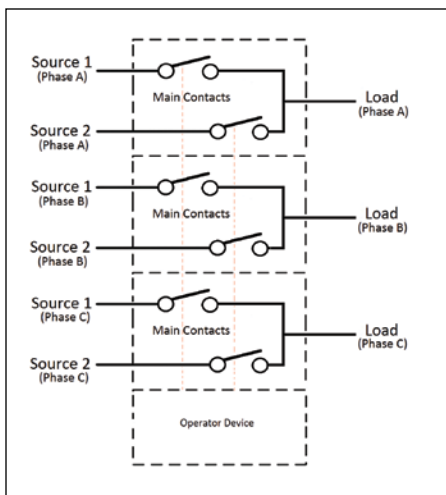 Source 1
(Phase A)
Main Contacts
Load
(Phase A)
Source 2
(Phase A)
Source 1
(Phase B)
Main Contacts
Load
(Phase B)
Source 2
(Phase B)
Source 1
(Phase C)
Main Contacts
Load
(Phase C)
Source 2
(Phase C)
Operator Device